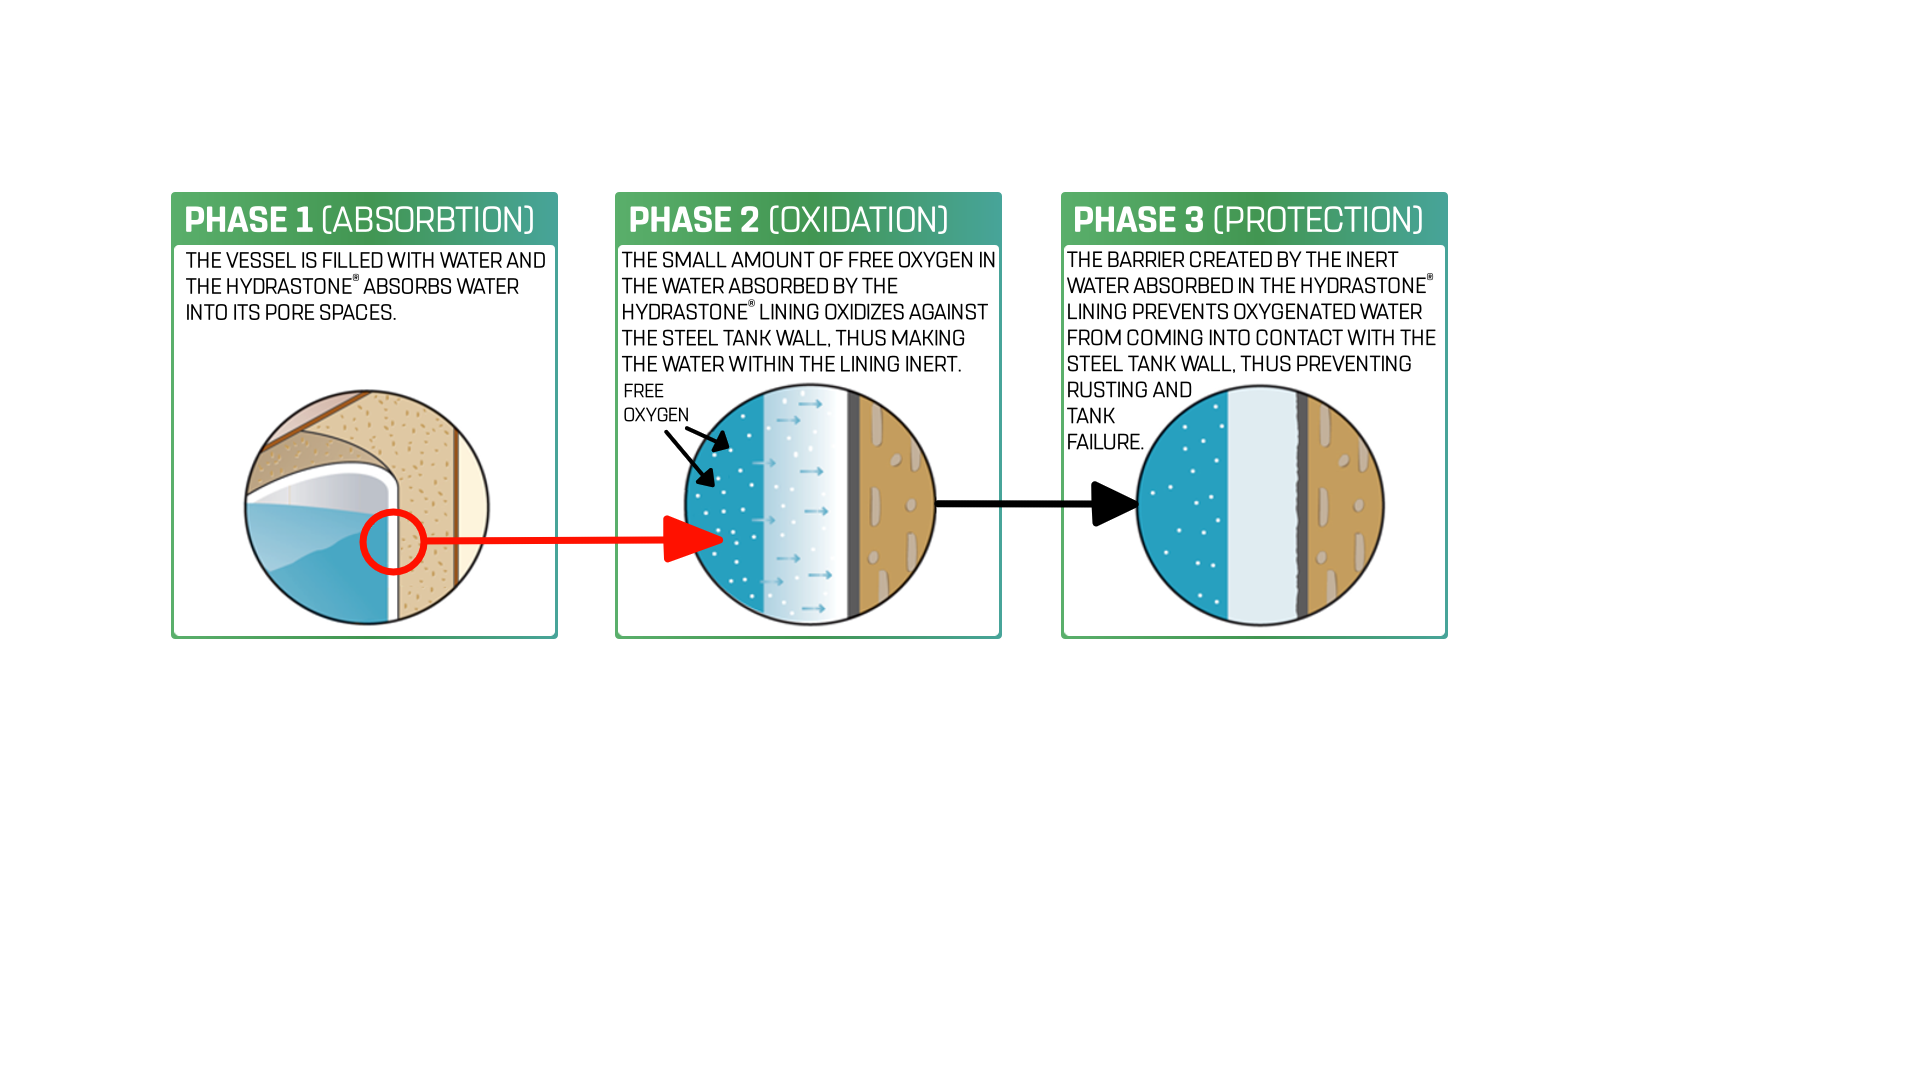 PHASE 1 (ABSORBTION)
THE VESSEL IS FILLED WITH WATER AND
THE HYDRASTONE® ABSORBS WATER
INTO ITS PORE SPACES.
PHASE 2 (OXIDATION)
THE SMALL AMOUNT OF FREE OXYGEN IN
THE WATER ABSORBED BY THE
HYDRASTONE® LINING OXIDIZES AGAINST
THE STEEL TANK WALL, THUS MAKING
THE WATER WITHIN THE LINING INERT.
FREE
OXYGEN
PHASE 3 (PROTECTION)
THE BARRIER CREATED BY THE INERT
WATER ABSORBED IN THE HYDRASTONE®
LINING PREVENTS OXYGENATED WATER
FROM COMING INTO CONTACT WITH THE
STEEL TANK WALL, THUS PREVENTING
RUSTING AND
TANK
FAILURE.